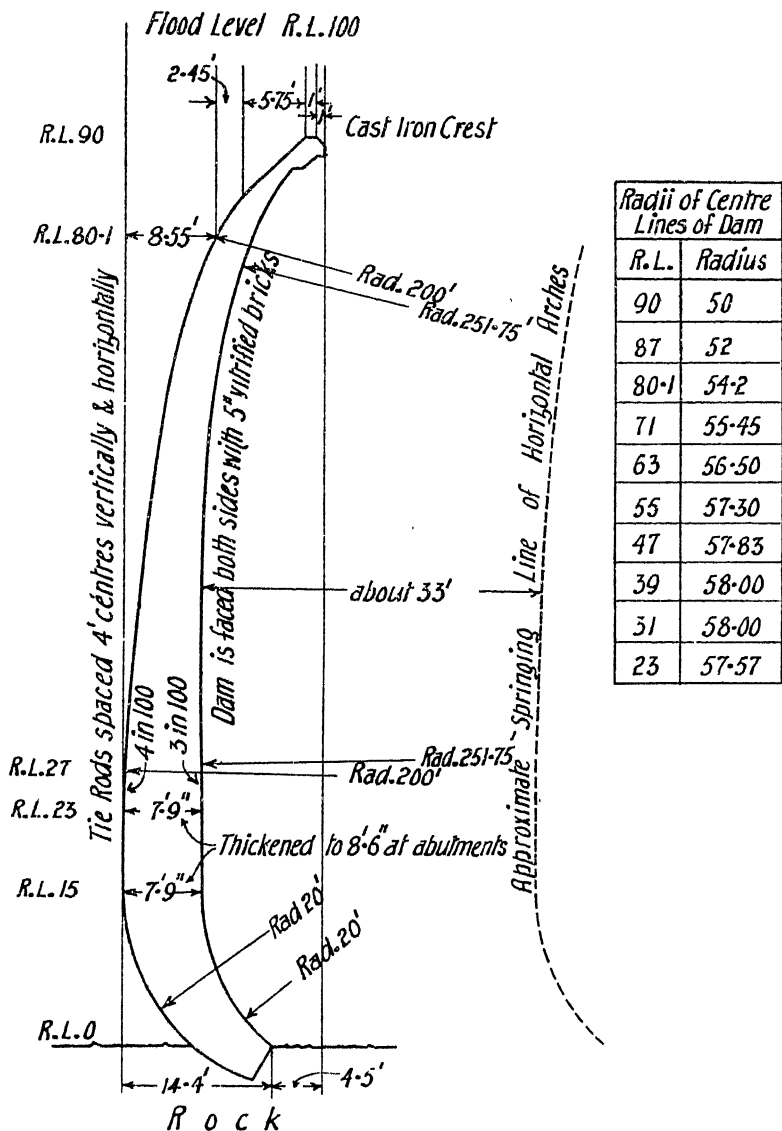 Flood Level R.L.100
2·45'
5·75'
1'
1'
Cast Iron Crest
R.L.90
R.L.80·1
8·55'
Rad.200'
Rad.251·75'
Tie Rods spaced 4' centres vertically & horizontally
Dam is faced both sides with 5" vitrified bricks
Approximate Springing Line of Horizontal Arches
about 33'
4 in 100
3 in 100
R.L.27
Rad.251·75
Rad.200'
R.L.23
7'·9"
Thickened to 8'·6" at abutments
R.L.15
7'·9"
Rad 20'
Rad.20'
R.L.0
14·4'
4·5'
Rock
Radii of Centre
Lines of Dam
R.L. Radius
90 50
87 52
80·1 54·2
71 55·45
63 56·50
55 57·30
47 57·83
39 58·00
31 58·00
23 57·57